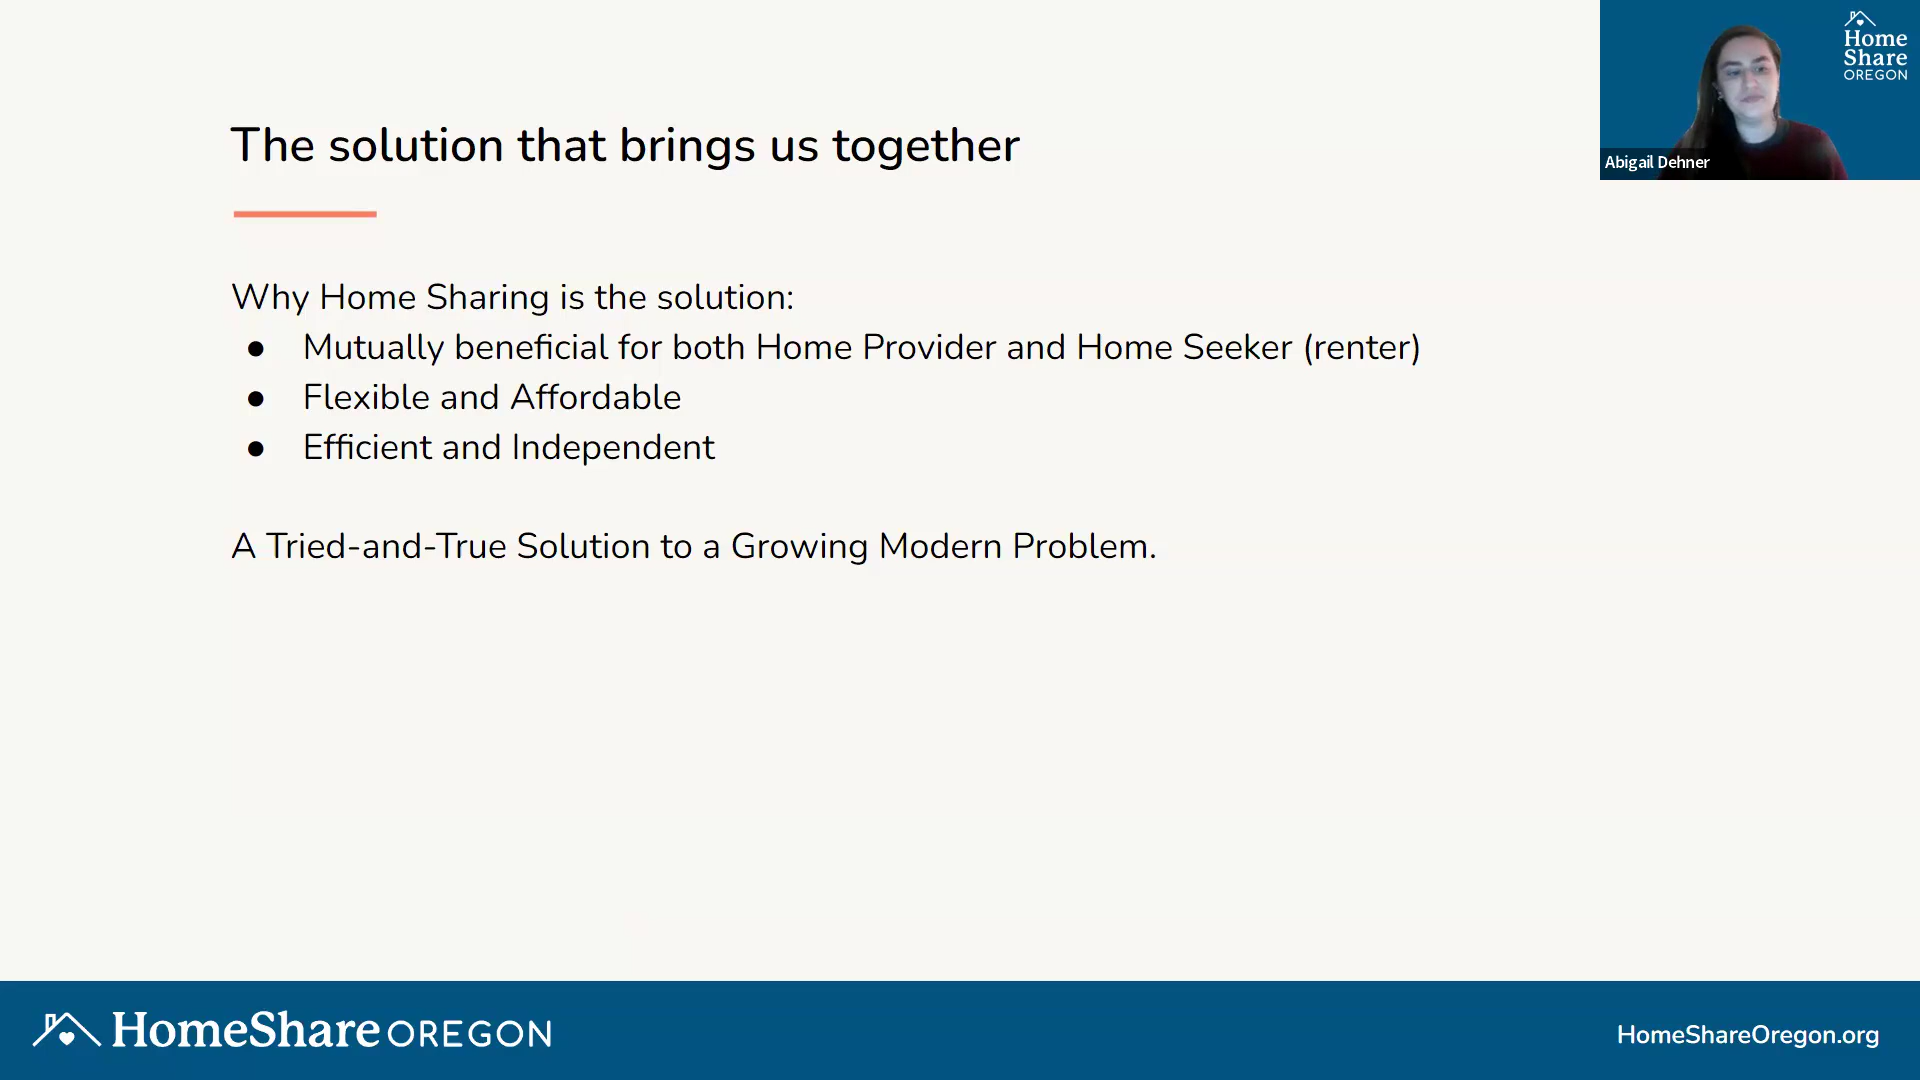 The solution that brings us together
Why Home Sharing is the solution:
● Mutually beneficial for both Home Provider and Home Seeker (renter)
● Flexible and Affordable
● Efficient and Independent
A Tried-and-True Solution to a Growing Modern Problem.
Home
Share
OREGON
Abigail Dehner
HomeShare OREGON
HomeShareOregon.org